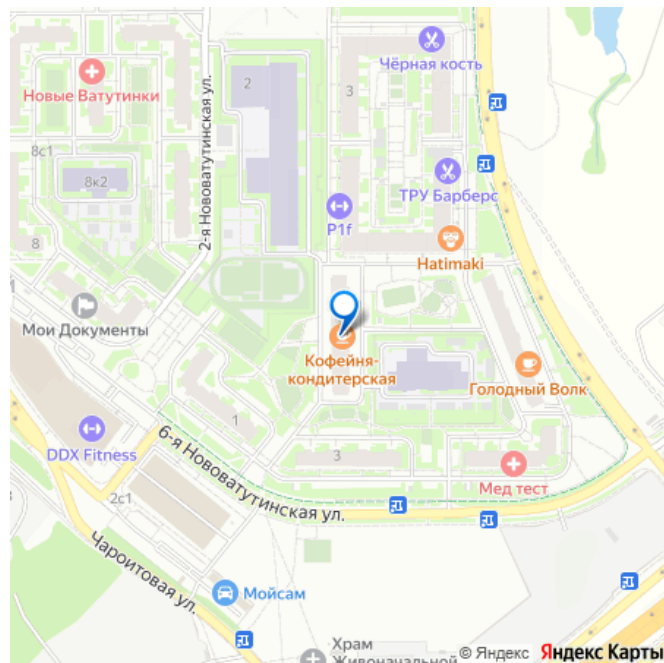 Чёрная кость
Новые Ватутинки
2
3
2-я Нововатутинская ул.
8с1
8к2
ТРУ Барберс
P1f
8
Hatimaki
1
Мои Документы
Кофейня-
кондитерская
Голодный Волк
1
DDX Fitness
6-я Нововатутинская ул.
3
Мед тест
2с1
Чароитовая ул.
Мойсам
Храм
Живоначальной
© Яндекс Яндекс Карты